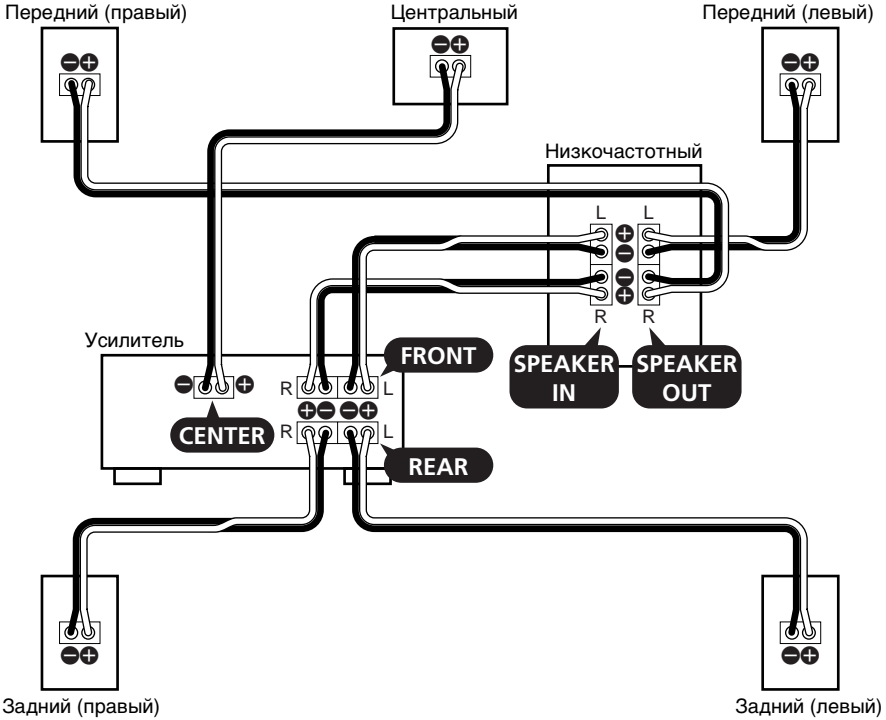 Передний (правый)
Центральный
Передний (левый)
Низкочастотный
L
L
R
R
SPEAKER
IN
SPEAKER
OUT
Усилитель
FRONT
R
L
CENTER
R
L
REAR
Задний (правый)
Задний (левый)